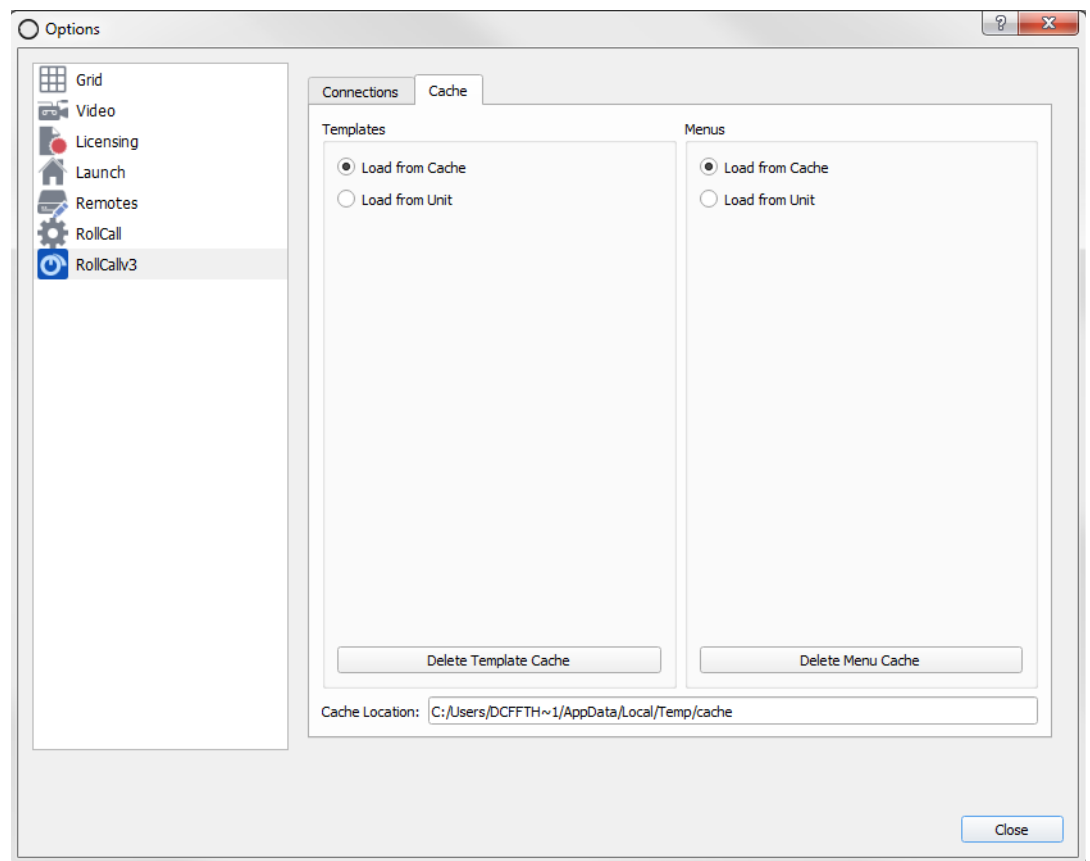 Options
Grid
Video
Licensing
Launch
Remotes
RollCall
RollCallv3
Connections
Cache
Templates
Menus
Load from Cache
Load from Cache
Load from Unit
Load from Unit
Delete Template Cache
Delete Menu Cache
Cache Location: C:/Users/DCFFTH~1/AppData/Local/Temp/cache
Close